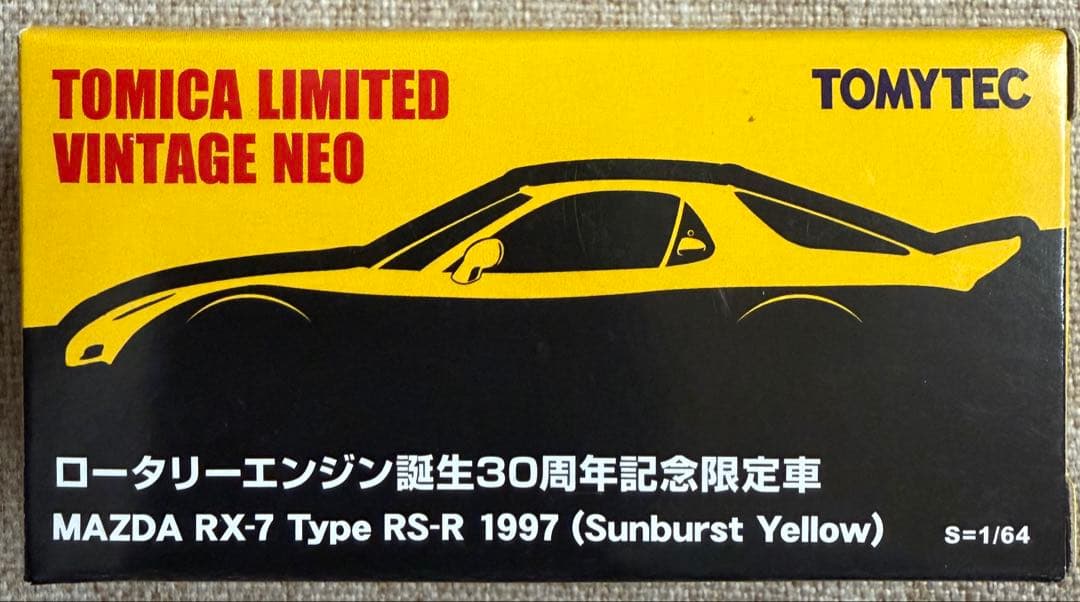 TOMICA LIMITED
VINTAGE NEO
TOMYTEC
ロータリーエンジン誕生30周年記念限定車
MAZDA RX-7 Type RS-R 1997 (Sunburst Yellow)
S=1/64